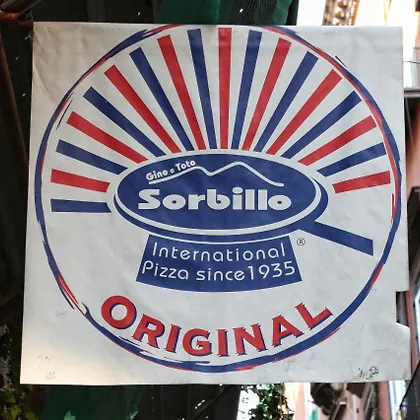 Gino e Toto
Sorbillo
®
International
Pizza since 1935
ORIGINAL